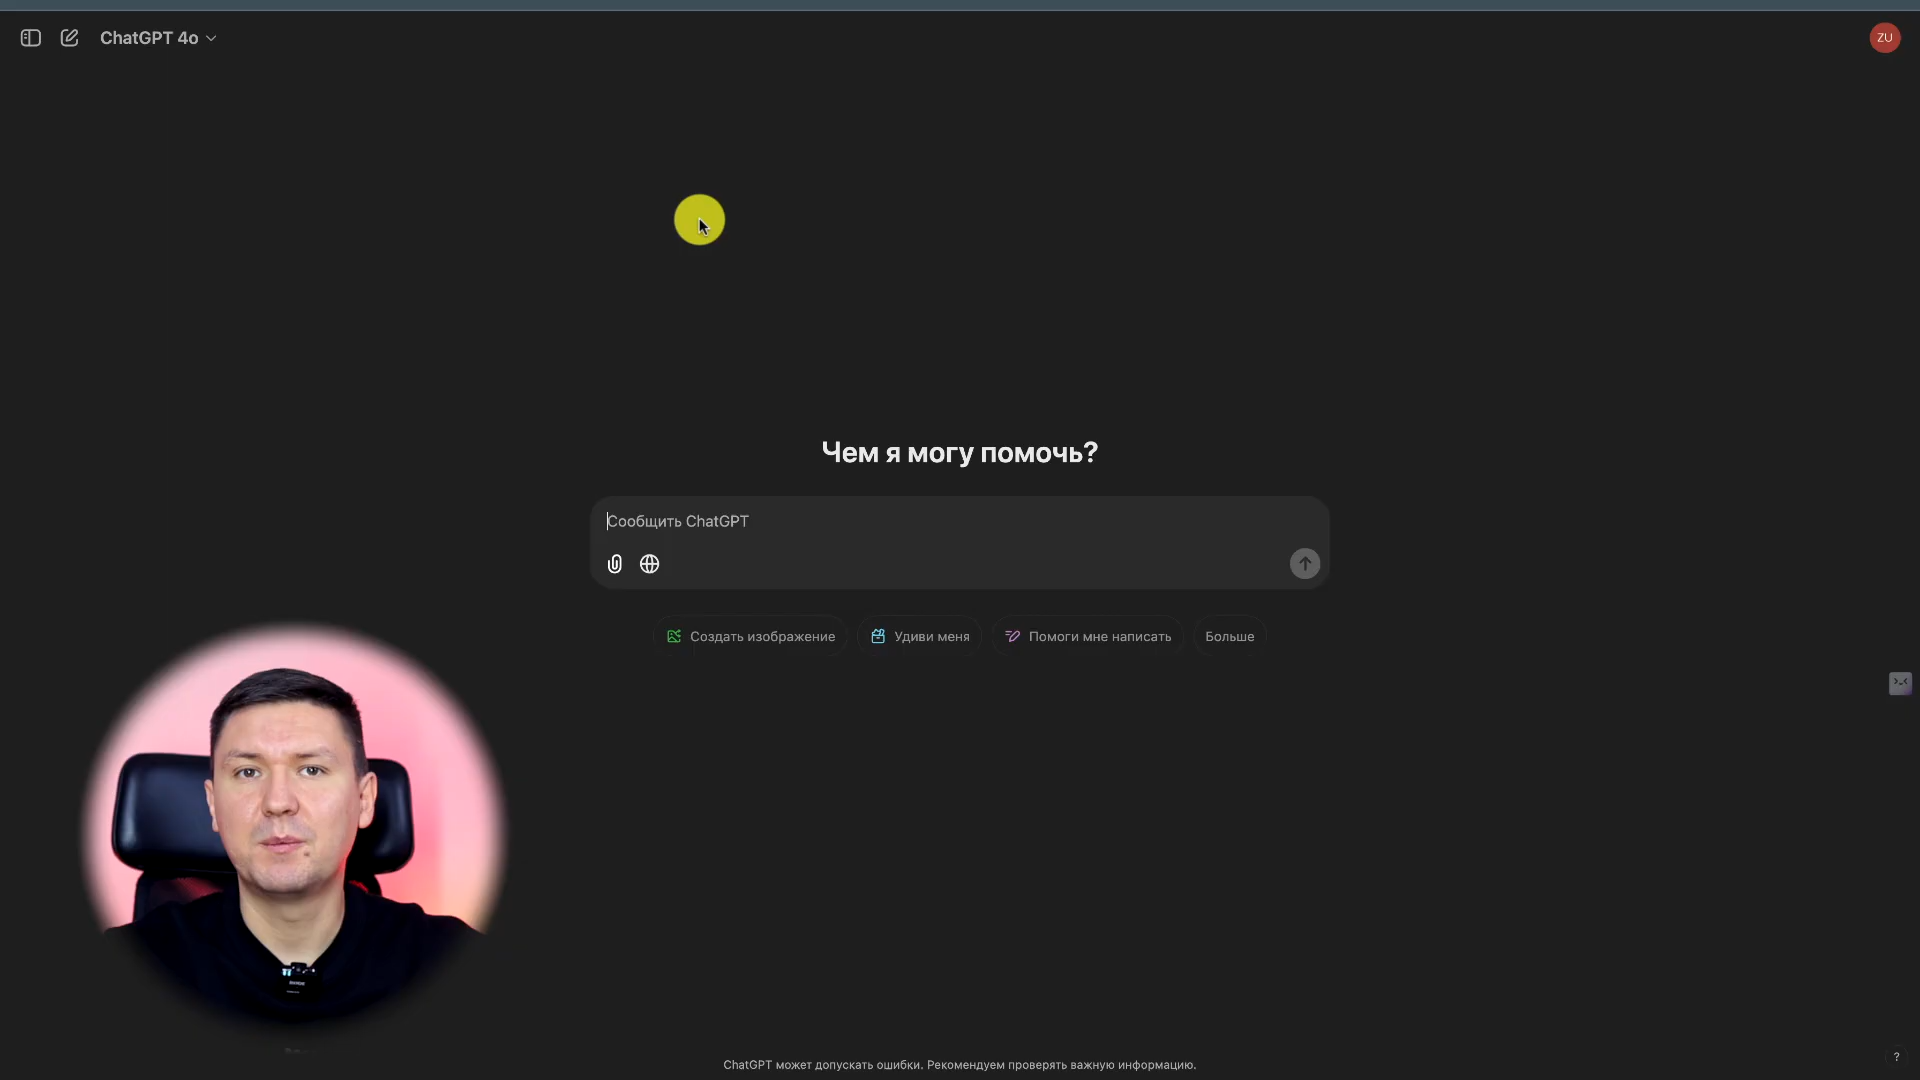 ChatGPT 4o
ZU
Чем я могу помочь?
Сообщить ChatGPT
Создать изображение
Удиви меня
Помоги мне написать
Больше
ChatGPT может допускать ошибки. Рекомендуем проверять важную информацию.
?